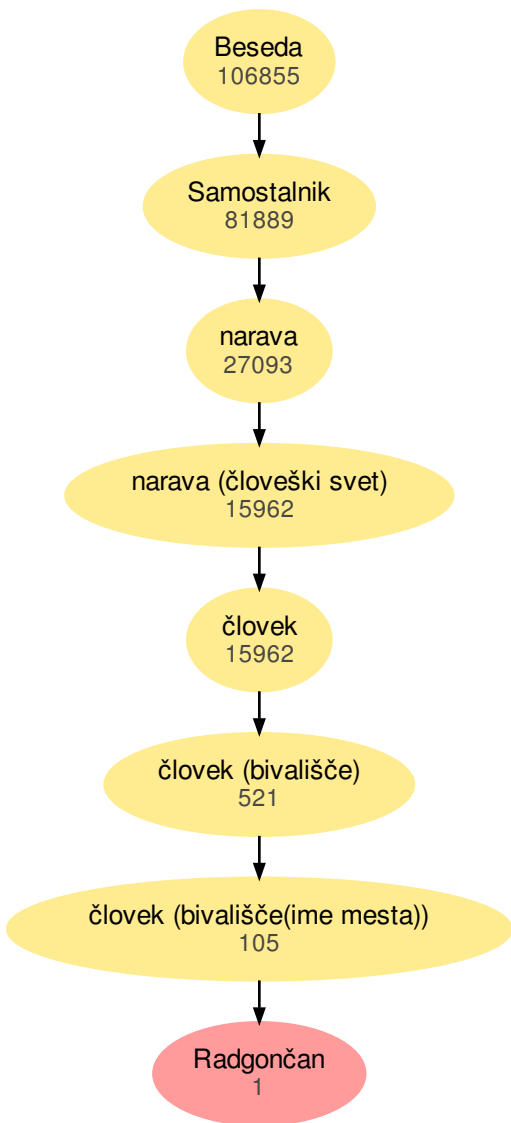 Beseda
106855
Samostalnik
81889
narava
27093
narava (človeški svet)
15962
človek
15962
človek (bivališče)
521
človek (bivališče(ime mesta))
105
Radgončan
1